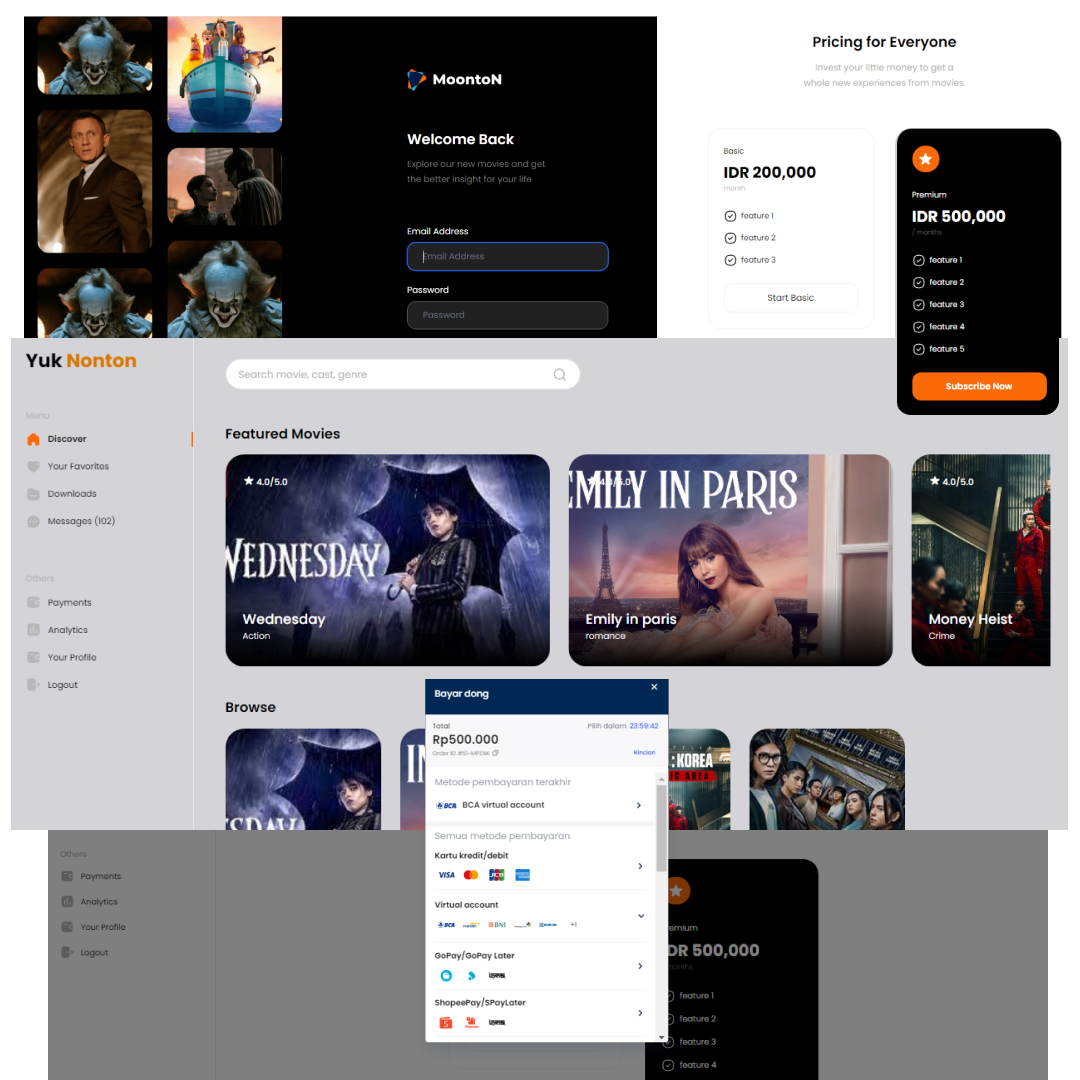 MoontoN
Welcome Back
Explore our new movies and get
the better insight for your life
Email Address
Email Address
Password
Password
Pricing for Everyone
Invest your little money to get a
whole new experiences from movies.
Basic
IDR 200,000
month
feature 1
feature 2
feature 3
Start Basic
Premium
IDR 500,000
/ months
feature 1
feature 2
feature 3
feature 4
feature 5
Subscribe Now
Yuk Nonton
Menu
Discover
Your Favorites
Downloads
Messages (102)
Others
Payments
Analytics
Your Profile
Logout
Search movie, cast, genre
Featured Movies
4.0/5.0
WEDNESDAY
Wednesday
Action
4.0/5.0
EMILY IN PARIS
Emily in paris
romance
4.0/5.0
Money Heist
Crime
Browse
:KOREA
Bayar dong
Total
Pilih dalam 23:59:42
Rp500.000
Rincian
Metode pembayaran terakhir
BCA
BCA virtual account
Semua metode pembayaran
Kartu kredit/debit
VISA
JCB
Virtual account
BCA
BNI
+1
GoPay/GoPay Later
ShopeePay/SPayLater
Others
Payments
Analytics
Your Profile
Logout
remium
DR 500,000
months
feature 1
feature 2
feature 3
feature 4